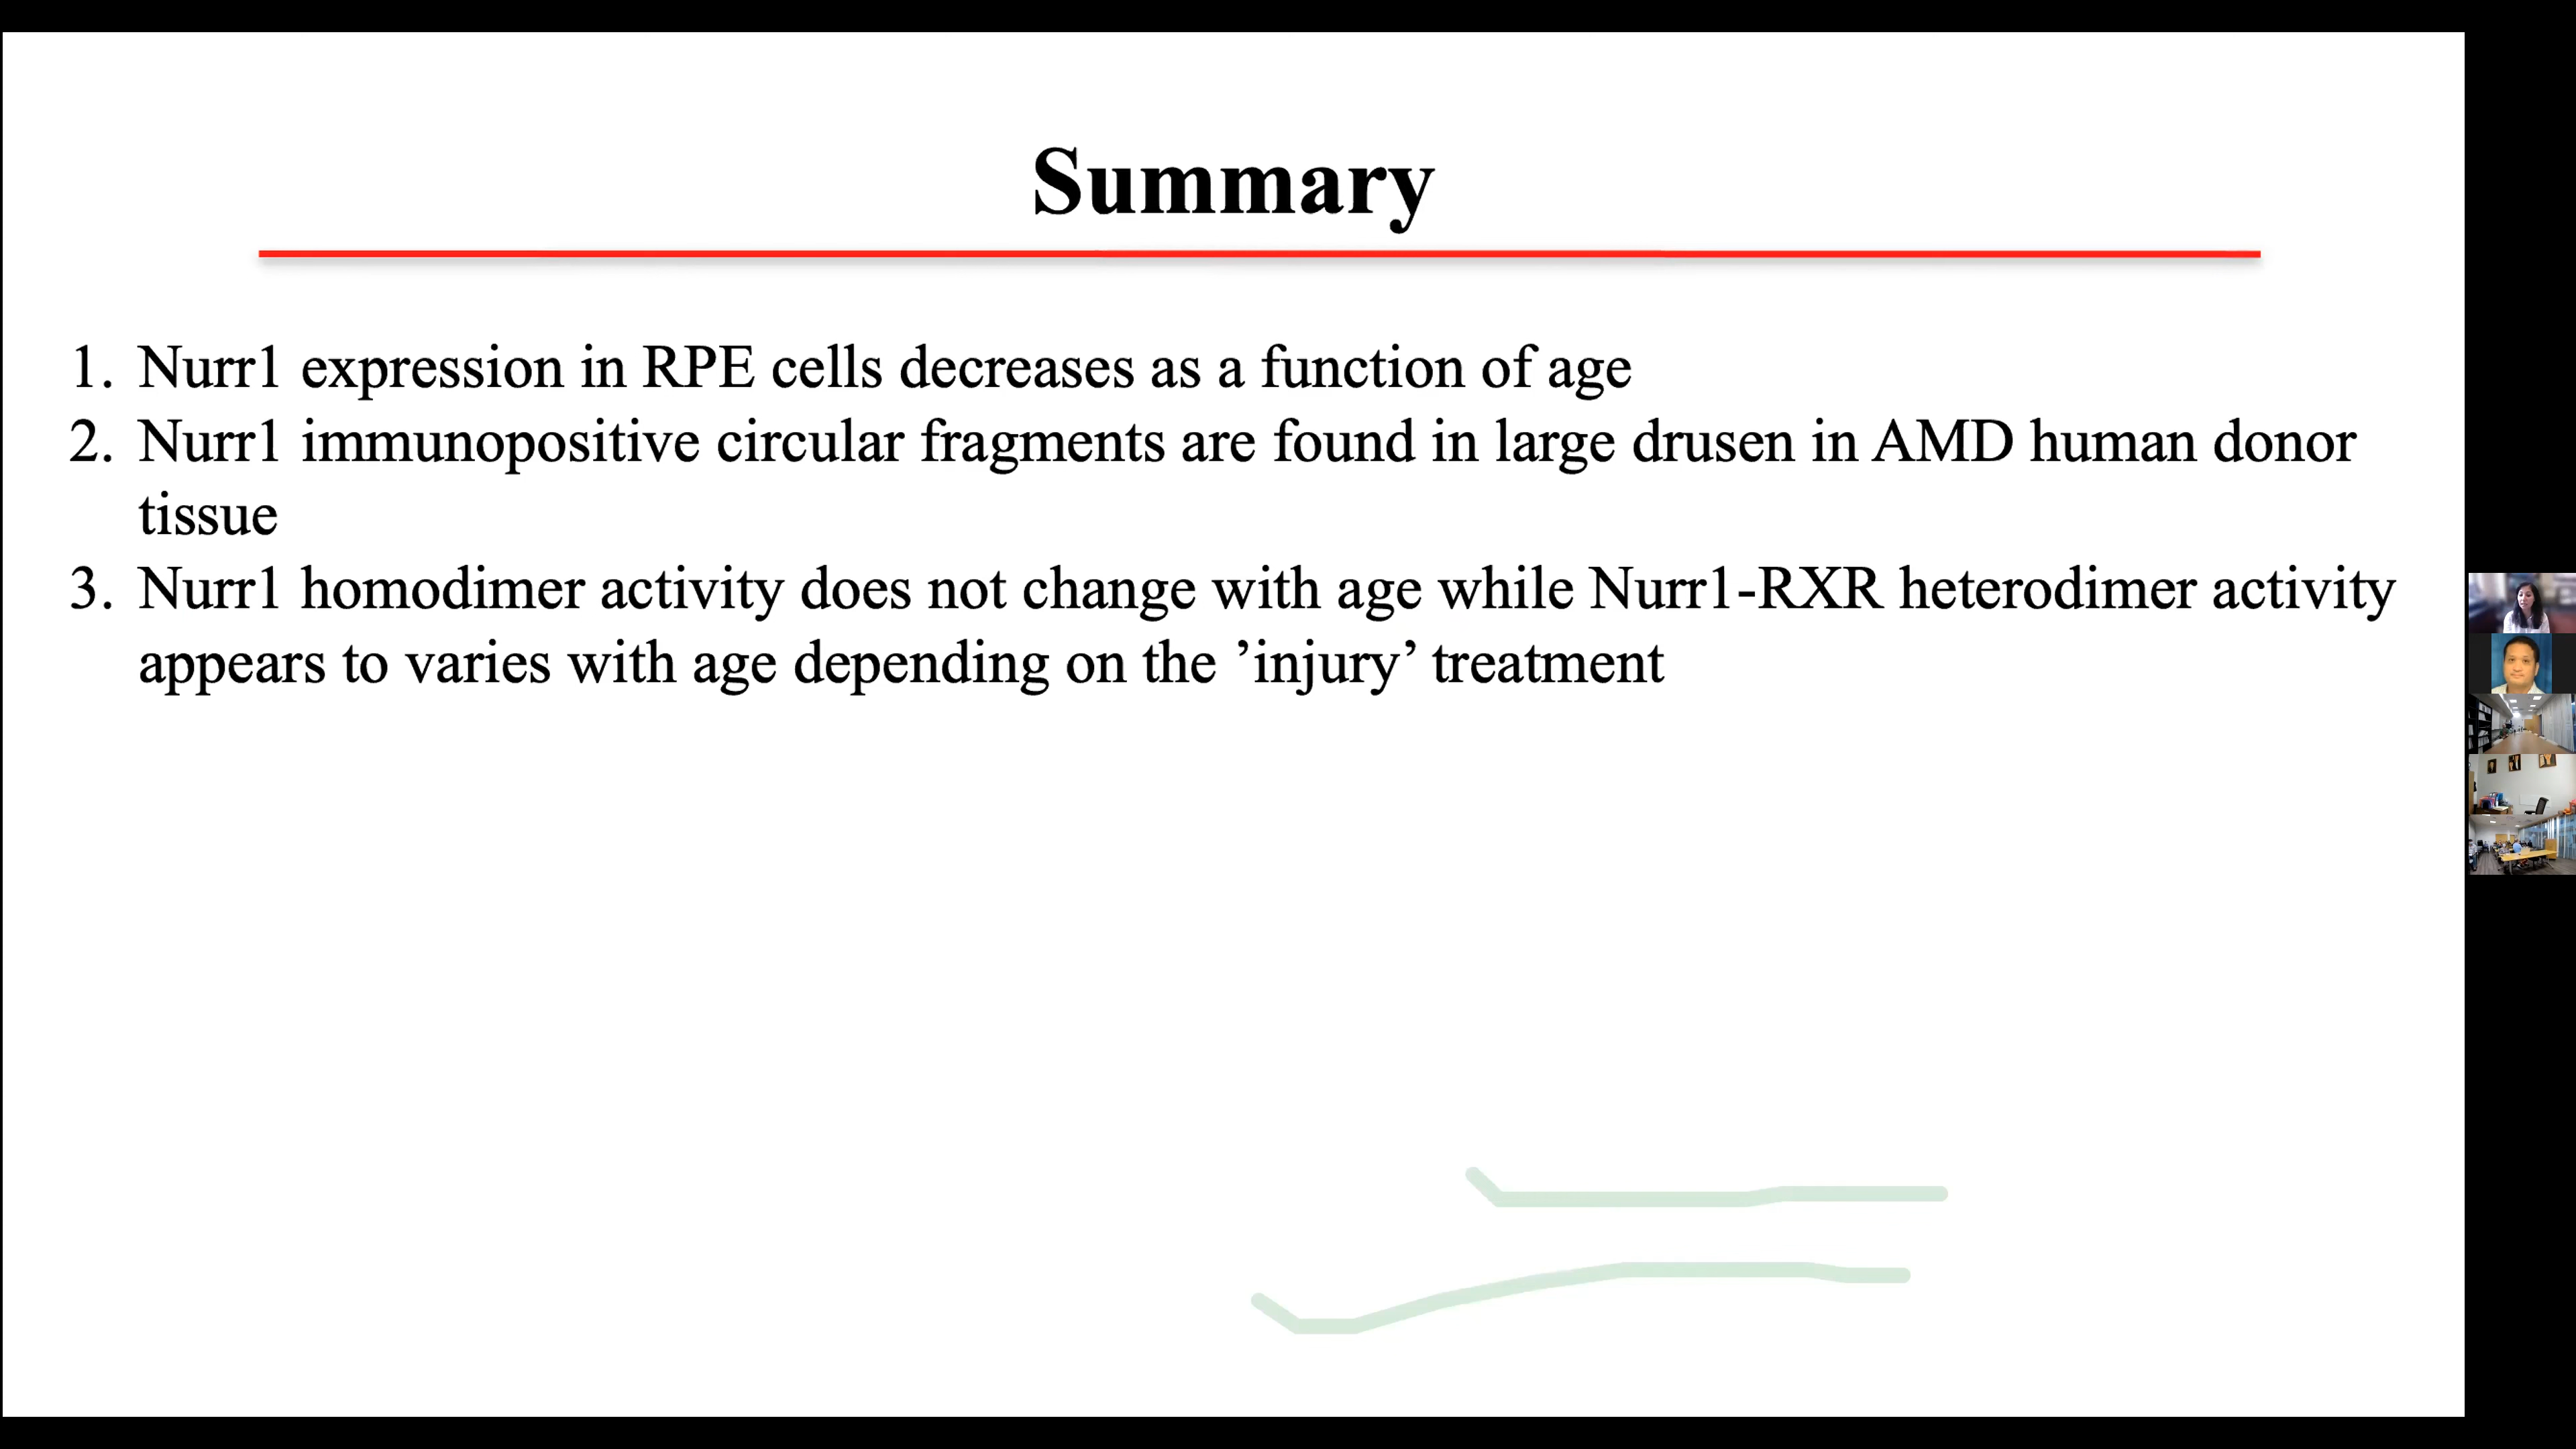 Summary
1. Nurr1 expression in RPE cells decreases as a function of age
2. Nurr1 immunopositive circular fragments are found in large drusen in AMD human donor
tissue
3. Nurr1 homodimer activity does not change with age while Nurr1-RXR heterodimer activity
appears to varies with age depending on the ’injury’ treatment